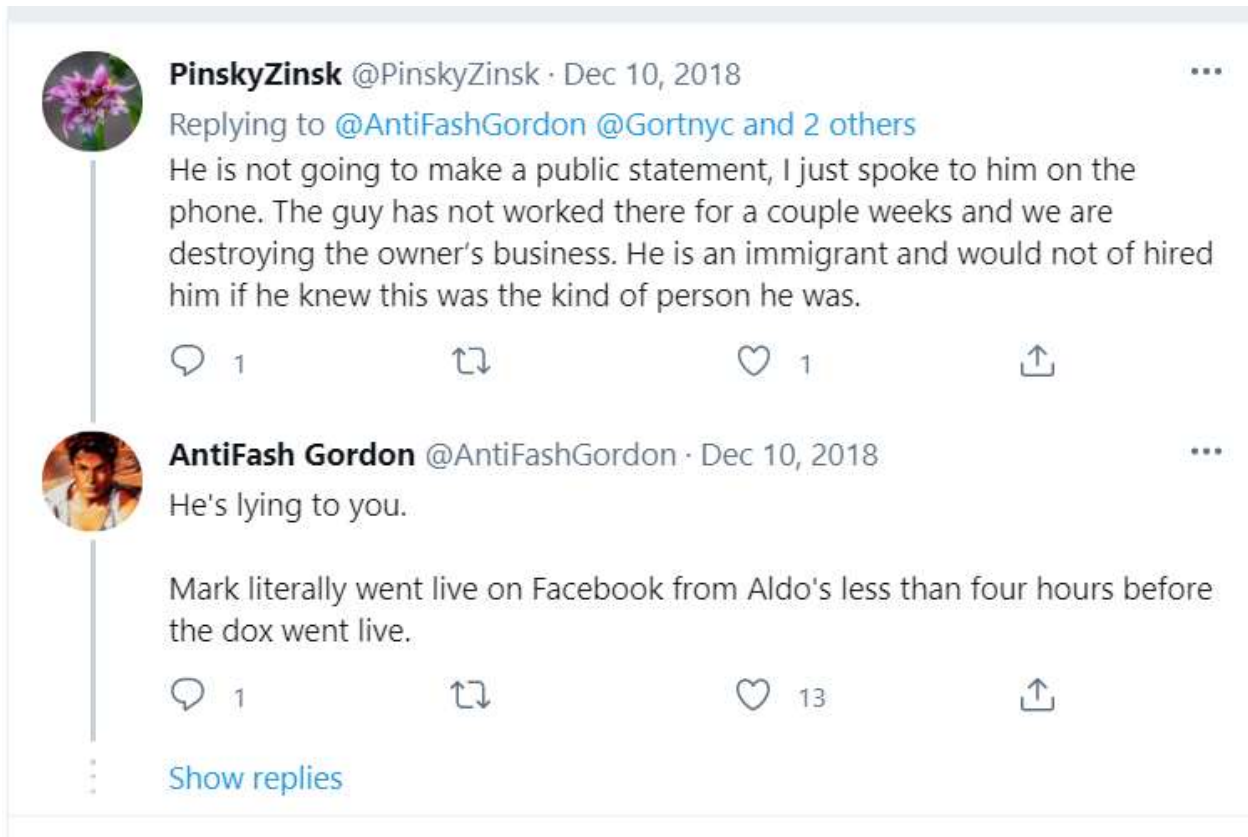 PinskyZinsk @PinskyZinsk · Dec 10, 2018
Replying to @AntiFashGordon @Gortnyc and 2 others
He is not going to make a public statement, I just spoke to him on the
phone. The guy has not worked there for a couple weeks and we are
destroying the owner's business. He is an immigrant and would not of hired
him if he knew this was the kind of person he was.
1 1
AntiFash Gordon @AntiFashGordon · Dec 10, 2018
He's lying to you.
Mark literally went live on Facebook from Aldo's less than four hours before
the dox went live.
1 13
Show replies